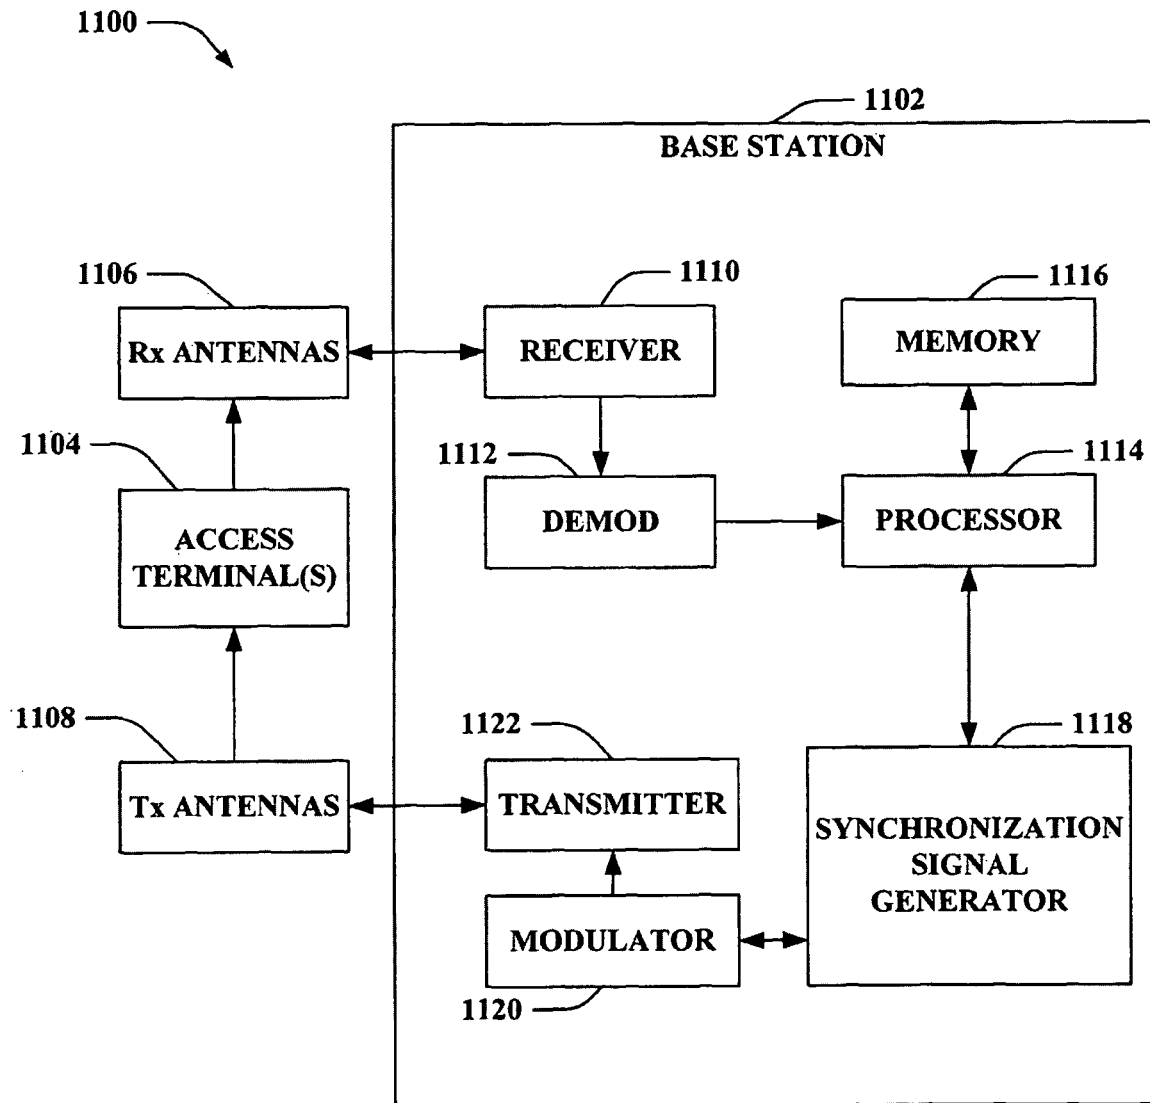 1100
1102
BASE STATION
1106
1110
1116
Rx ANTENNAS
RECEIVER
MEMORY
1104
1112
1114
ACCESS
TERMINAL(S)
DEMOD
PROCESSOR
1108
1122
1118
Tx ANTENNAS
TRANSMITTER
SYNCHRONIZATION
SIGNAL
GENERATOR
MODULATOR
1120